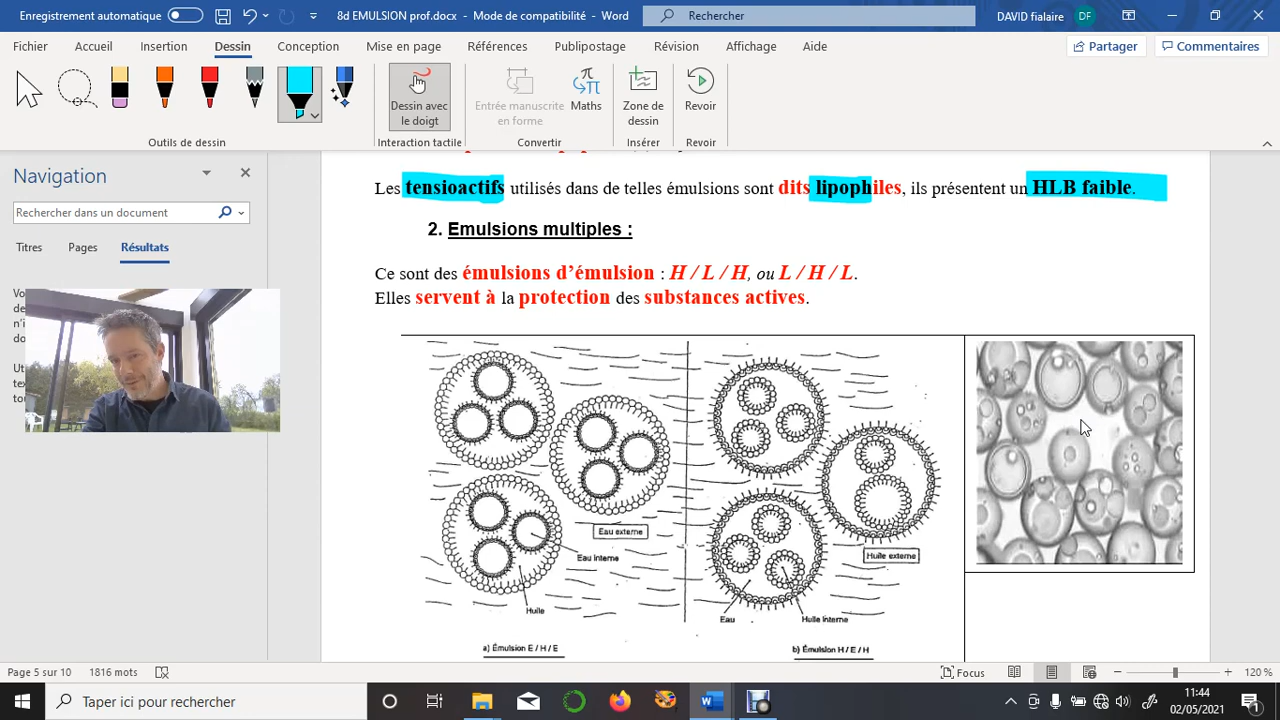 Enregistrement automatique
8d EMULSION prof.docx - Mode de compatibilité - Word
Rechercher
DAVID fialaire
DF
Fichier
Accueil
Insertion
Dessin
Conception
Mise en page
Références
Publipostage
Révision
Affichage
Aide
Partager
Commentaires
Dessin avec
le doigt
Entrée manuscrite
en forme
Maths
Zone de
dessin
Revoir
Outils de dessin
Interaction tactile
Convertir
Insérer
Revoir
Navigation
Rechercher dans un document
Titres
Pages
Résultats
Les tensioactifs utilisés dans de telles émulsions sont dits lipophiles, ils présentent un HLB faible.
2. Emulsions multiples :
Ce sont des émulsions d’émulsion : H / L / H, ou L / H / L.
Elles servent à la protection des substances actives.
Eau externe
Eau interne
Huile
Huile externe
Eau
Huile interne
a) Émulsion E / H / E
b) Émulsion H / E / H
Page 5 sur 10
1816 mots
Focus
120 %
Taper ici pour rechercher
11:44
02/05/2021